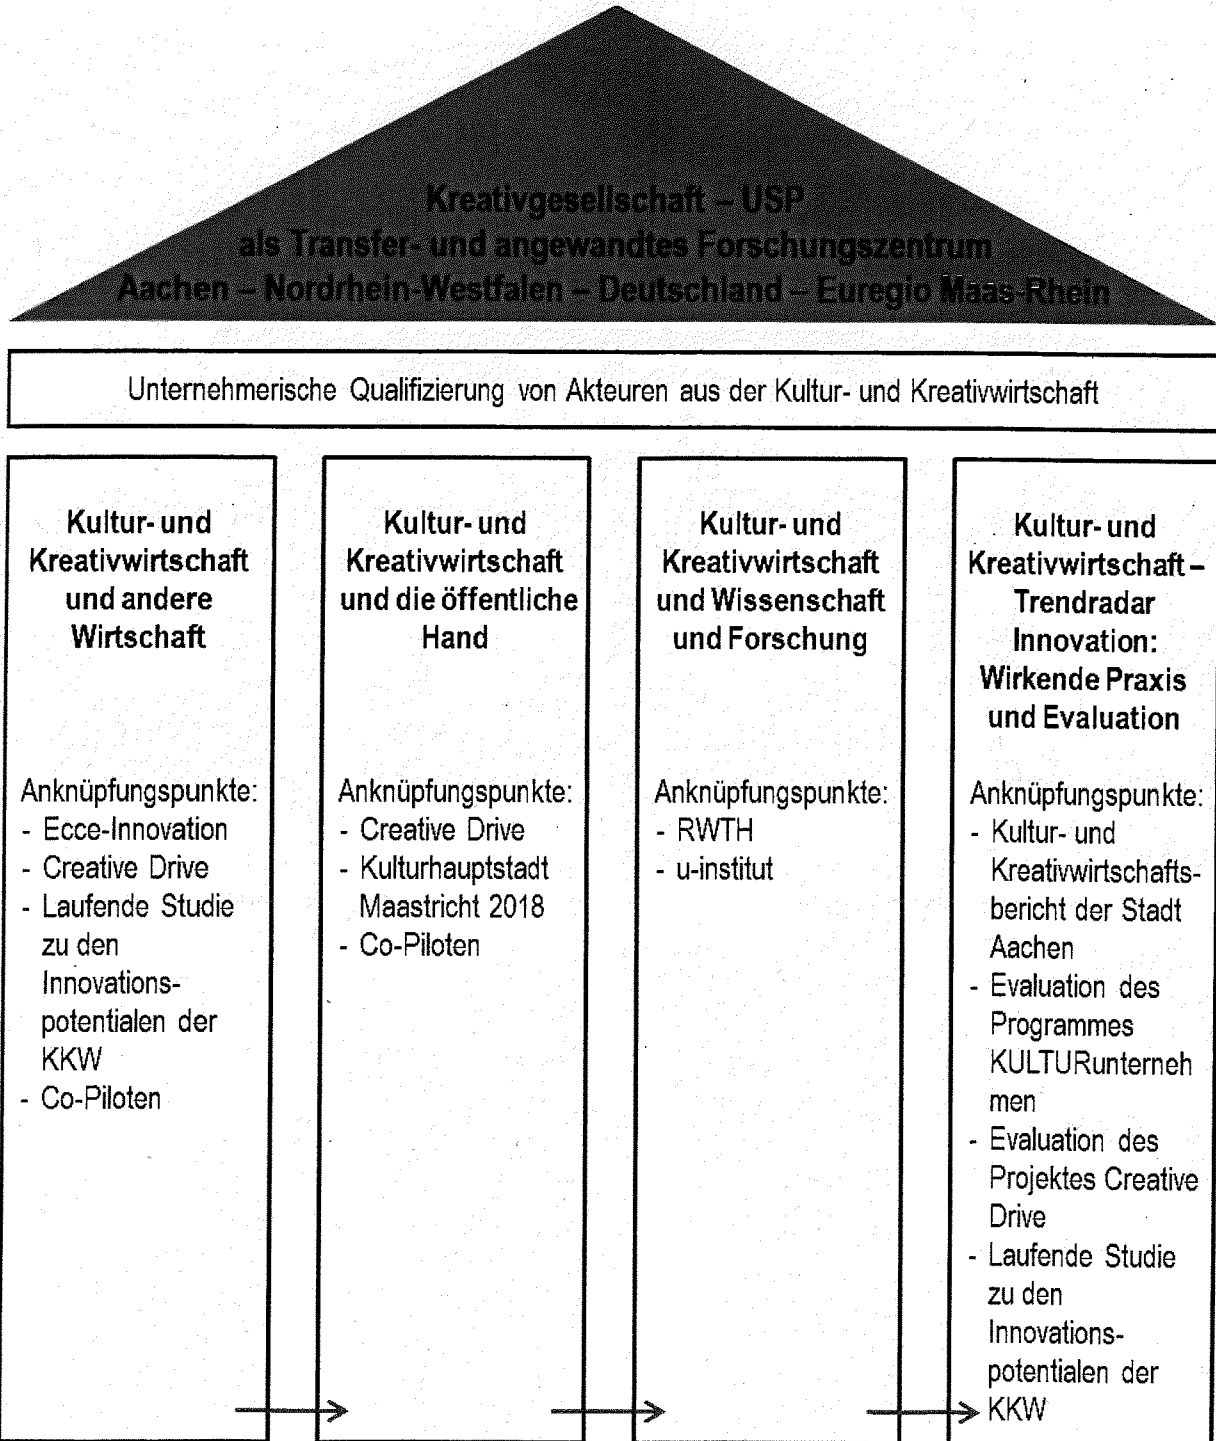 Kreativgesellschaft – USP
als Transfer- und angewandtes Forschungszentrum
Aachen – Nordrhein-Westfalen – Deutschland – Euregio Maas-Rhein
Unternehmerische Qualifizierung von Akteuren aus der Kultur- und Kreativwirtschaft
Kultur- und
Kreativwirtschaft
und andere
Wirtschaft
Anknüpfungspunkte:
- Ecce-Innovation
- Creative Drive
- Laufende Studie
zu den
Innovations-
potentialen der
KKW
- Co-Piloten
Kultur- und
Kreativwirtschaft
und die öffentliche
Hand
Anknüpfungspunkte:
- Creative Drive
- Kulturhauptstadt
Maastricht 2018
- Co-Piloten
Kultur- und
Kreativwirtschaft
und Wissenschaft
und Forschung
Anknüpfungspunkte:
- RWTH
- u-institut
Kultur- und
Kreativwirtschaft –
Trendradar
Innovation:
Wirkende Praxis
und Evaluation
Anknüpfungspunkte:
- Kultur- und
Kreativwirtschafts-
bericht der Stadt
Aachen
- Evaluation des
Programmes
KULTURunterneh
men
- Evaluation des
Projektes Creative
Drive
- Laufende Studie
zu den
Innovations-
potentialen der
KKW